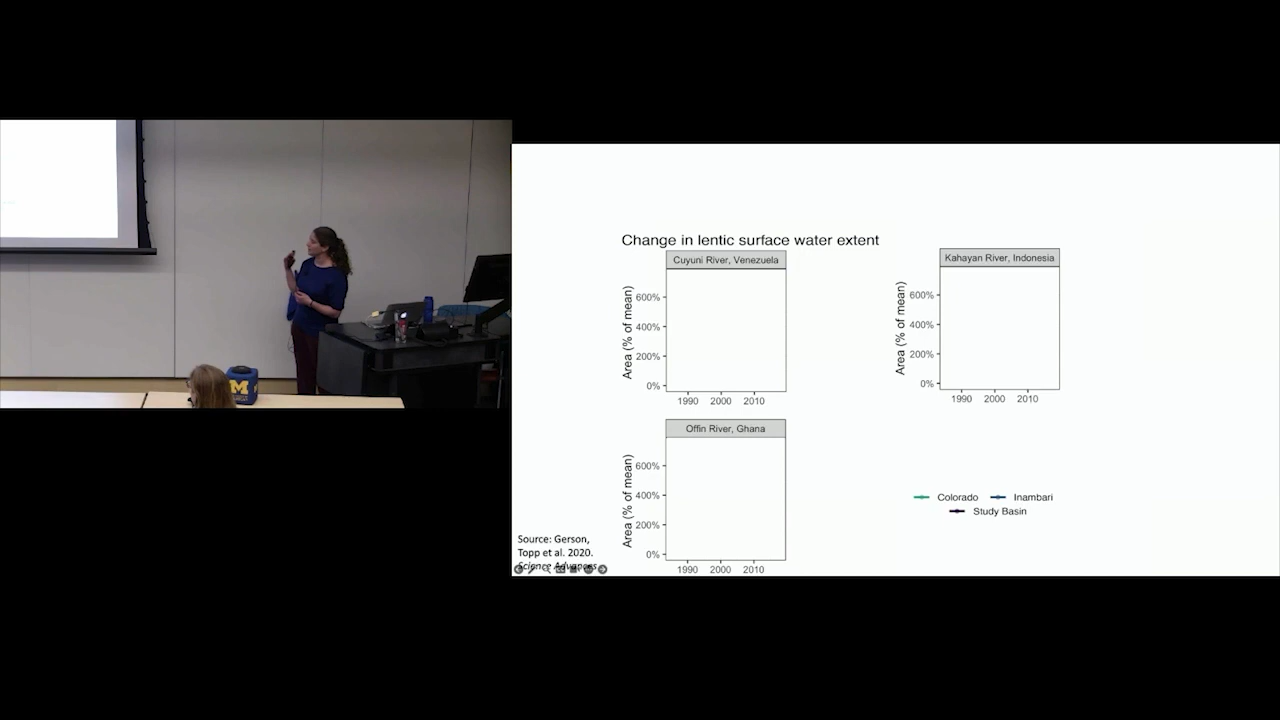 Change in lentic surface water extent
Cuyuni River, Venezuela
Area (% of mean)
600%
400%
200%
0%
1990 2000 2010
Kahayan River, Indonesia
Area (% of mean)
600%
400%
200%
0%
1990 2000 2010
Offin River, Ghana
Area (% of mean)
600%
400%
200%
0%
1990 2000 2010
Colorado Inambari
Study Basin
Source: Gerson,
Topp et al. 2020.
Science Advances
M